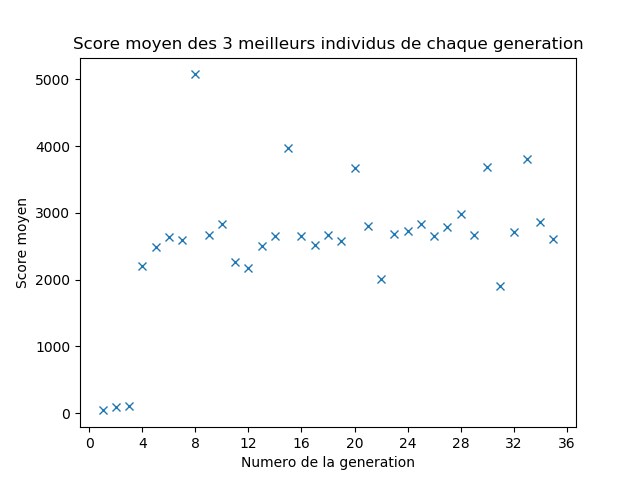 Score moyen des 3 meilleurs individus de chaque generation
5000
4000
3000
2000
1000
0
Score moyen
0 4 8 12 16 20 24 28 32 36
Numero de la generation